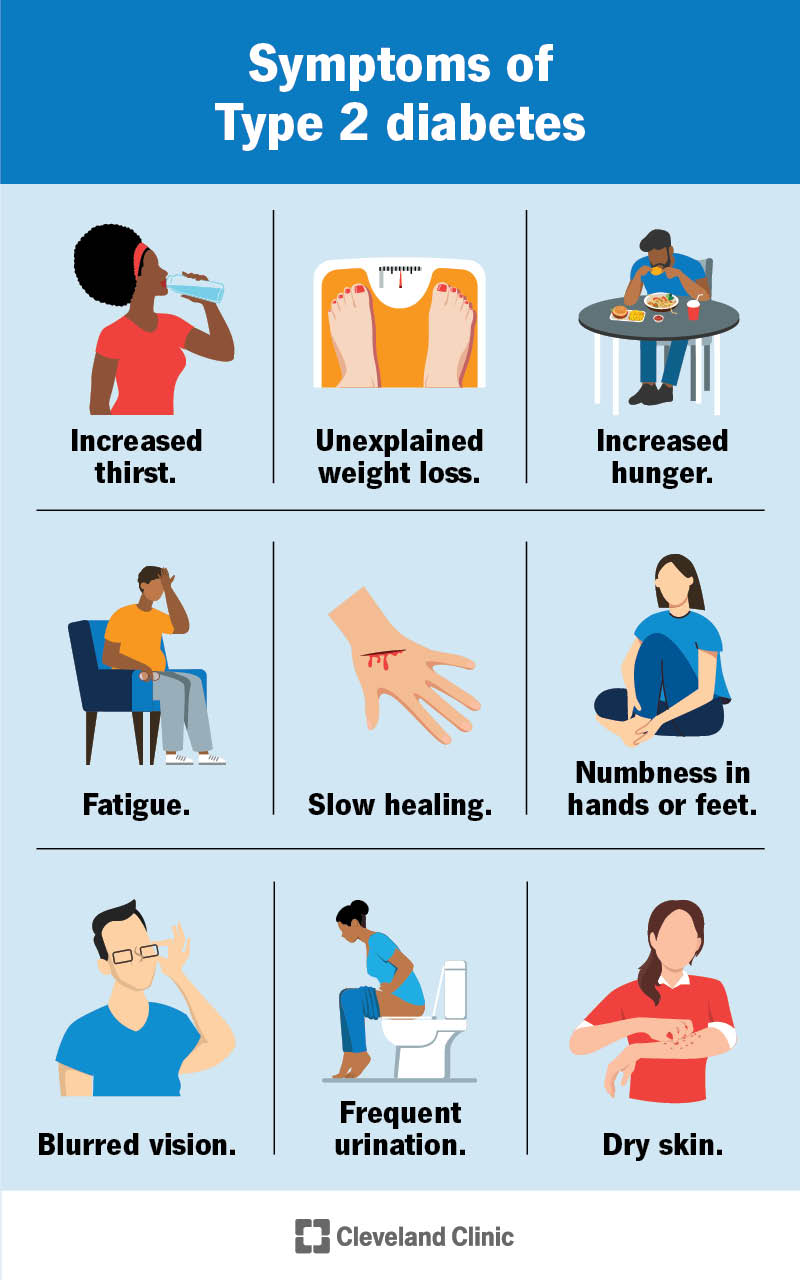 Symptoms of
Type 2 diabetes
Increased
thirst.
Unexplained
weight loss.
Increased
hunger.
Fatigue.
Slow healing.
Numbness in
hands or feet.
Blurred vision.
Frequent
urination.
Dry skin.
Cleveland Clinic